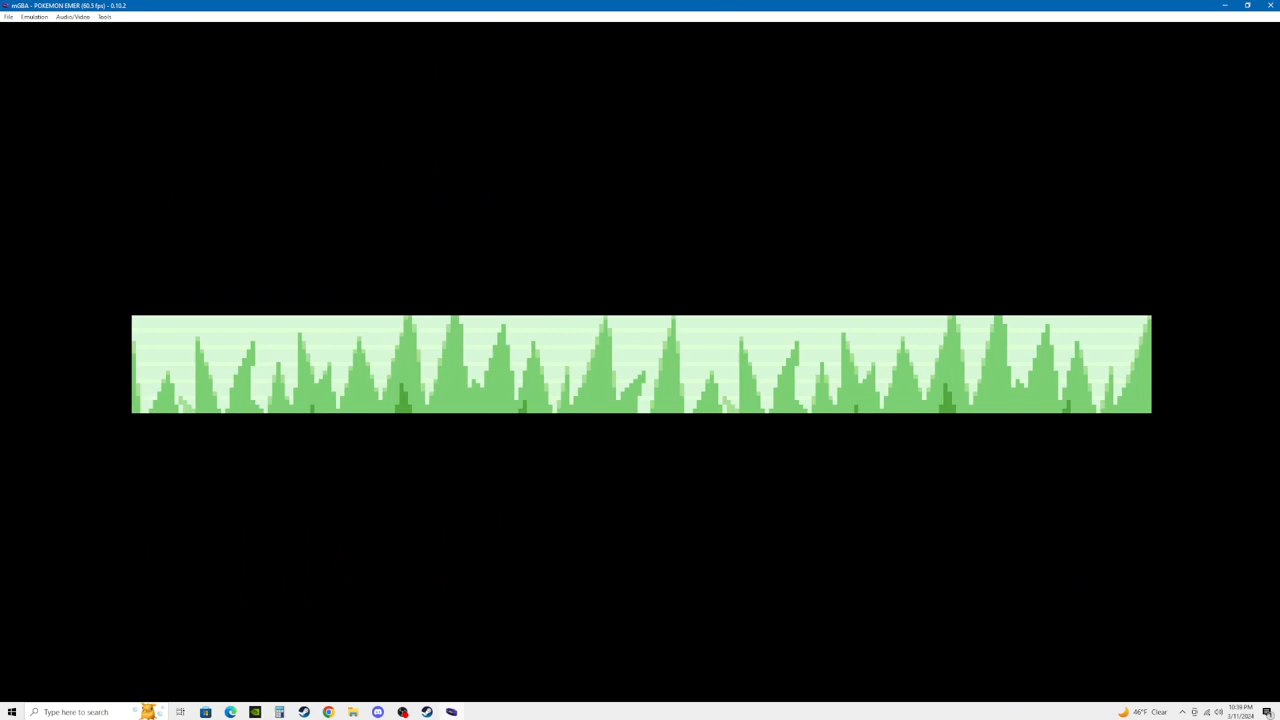 mGBA - POKEMON EMER (60.5 fps) - 0.10.2
File Emulation Audio/Video Tools
Type here to search
46°F Clear
10:39 PM
3/11/2024